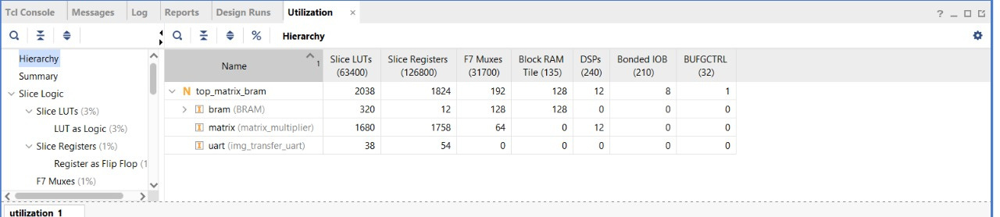 Tcl Console Messages Log Reports Design Runs Utilization × ? _
% Hierarchy
Hierarchy
Summary
Slice Logic
Slice LUTs (3%)
LUT as Logic (3%)
Slice Registers (1%)
Register as Flip Flop (1
F7 Muxes (1%)
Name 1 Slice LUTs (63400) Slice Registers (126800) F7 Muxes (31700) Block RAM Tile (135) DSPs (240) Bonded IOB (210) BUFGCTRL (32)
N top_matrix_bram 2038 1824 192 128 12 8 1
I bram (BRAM) 320 12 128 128 0 0 0
I matrix (matrix_multiplier) 1680 1758 64 0 12 0 0
I uart (img_transfer_uart) 38 54 0 0 0 0 0
utilization_1